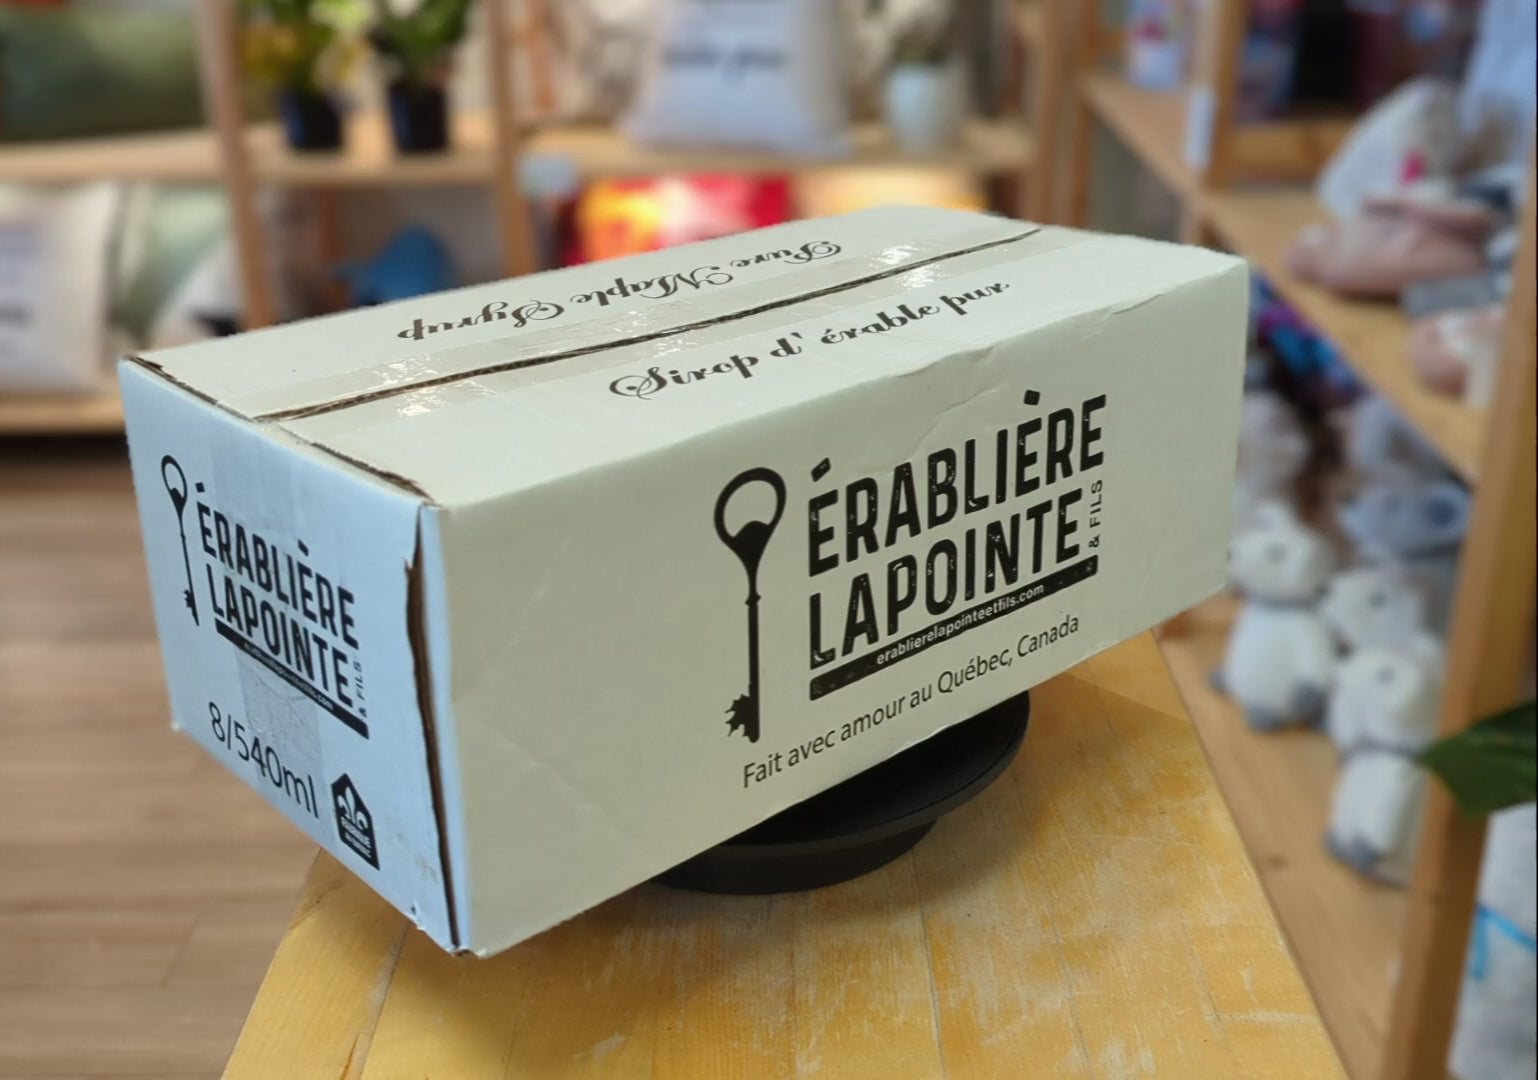 Pure Maple Syrup
Sirop d' érable pur
ÉRABLIÈRE
LAPOINTE
& FILS
erablierelapointeetfils.com
Fait avec amour au Québec, Canada
ÉRABLIÈRE
LAPOINTE
& FILS
8/540ml